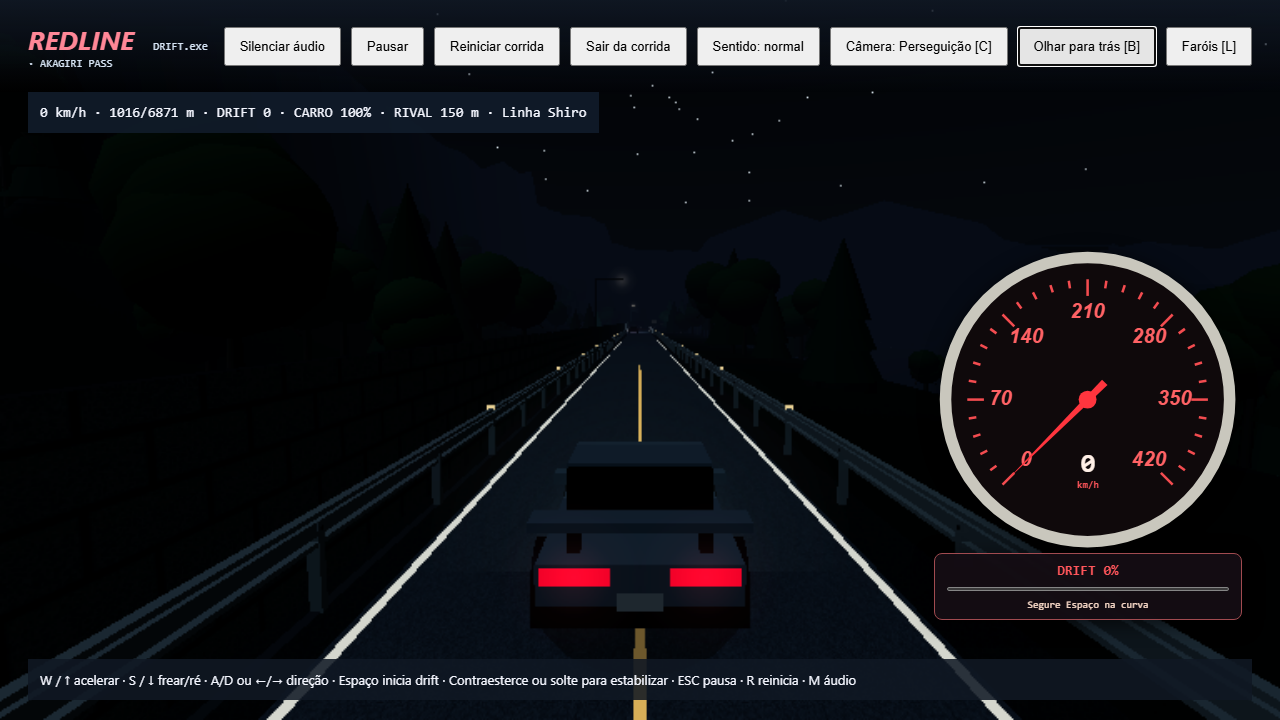 REDLINE
DRIFT.exe
· AKAGIRI PASS
Silenciar áudio
Pausar
Reiniciar corrida
Sair da corrida
Sentido: normal
Câmera: Perseguição [C]
Olhar para trás [B]
Faróis [L]
0 km/h · 1016/6871 m · DRIFT 0 · CARRO 100% · RIVAL 150 m · Linha Shiro
210
140
280
70
350
0
420
0
km/h
DRIFT 0%
Segure Espaço na curva
W / ↑ acelerar · S / ↓ frear/ré · A/D ou ←/→ direção · Espaço inicia drift · Contraesterce ou solte para estabilizar · ESC pausa · R reinicia · M áudio